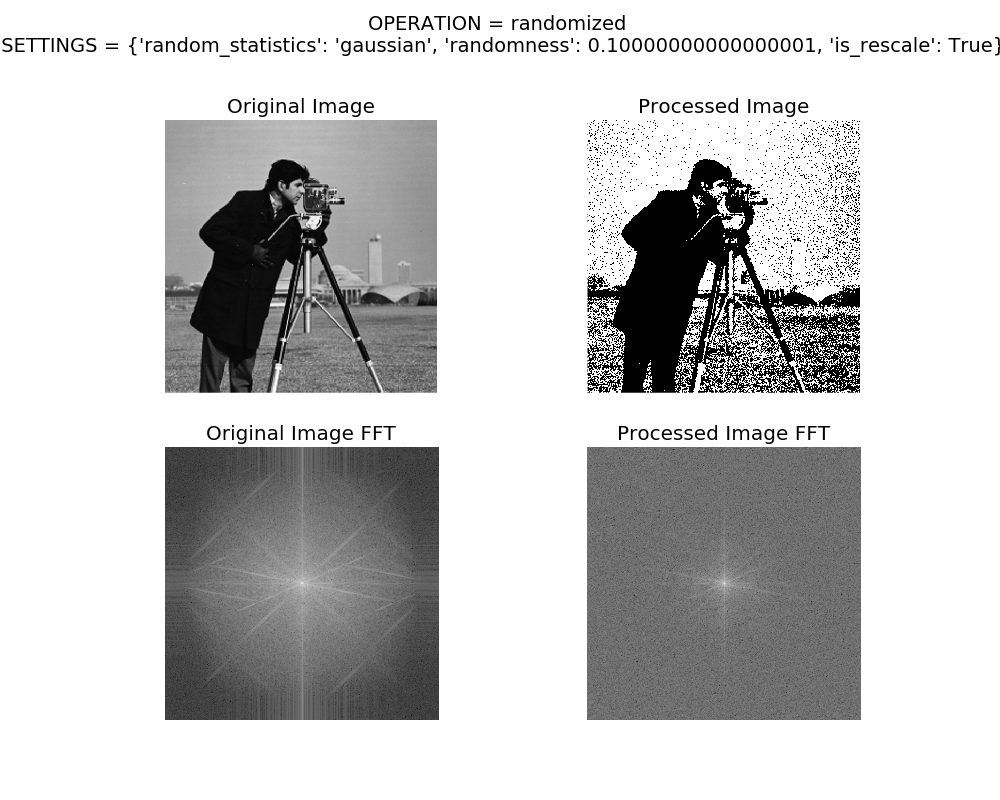 OPERATION = randomized
SETTINGS = {'random_statistics': 'gaussian', 'randomness': 0.10000000000000001, 'is_rescale': True}
Original Image
Processed Image
Original Image FFT
Processed Image FFT